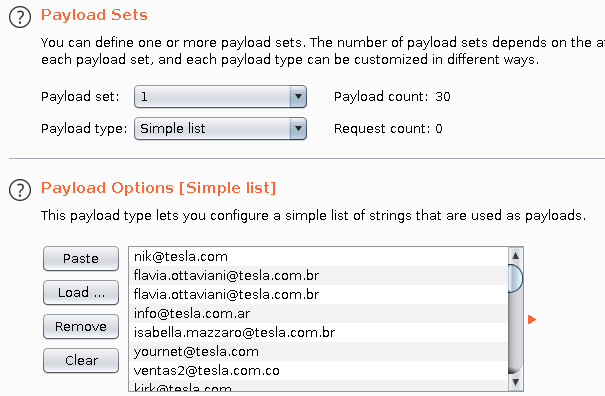 Payload Sets
You can define one or more payload sets. The number of payload sets depends on the
each payload set, and each payload type can be customized in different ways.
Payload set: 1 Payload count: 30
Payload type: Simple list Request count: 0
Payload Options [Simple list]
This payload type lets you configure a simple list of strings that are used as payloads.
Paste
Load ...
Remove
Clear
nik@tesla.com
flavia.ottaviani@tesla.com.br
flavia.ottaviani@tesla.com.br
info@tesla.com.ar
isabella.mazzaro@tesla.com.br
yournet@tesla.com
ventas2@tesla.com.co
kirk@tesla.com